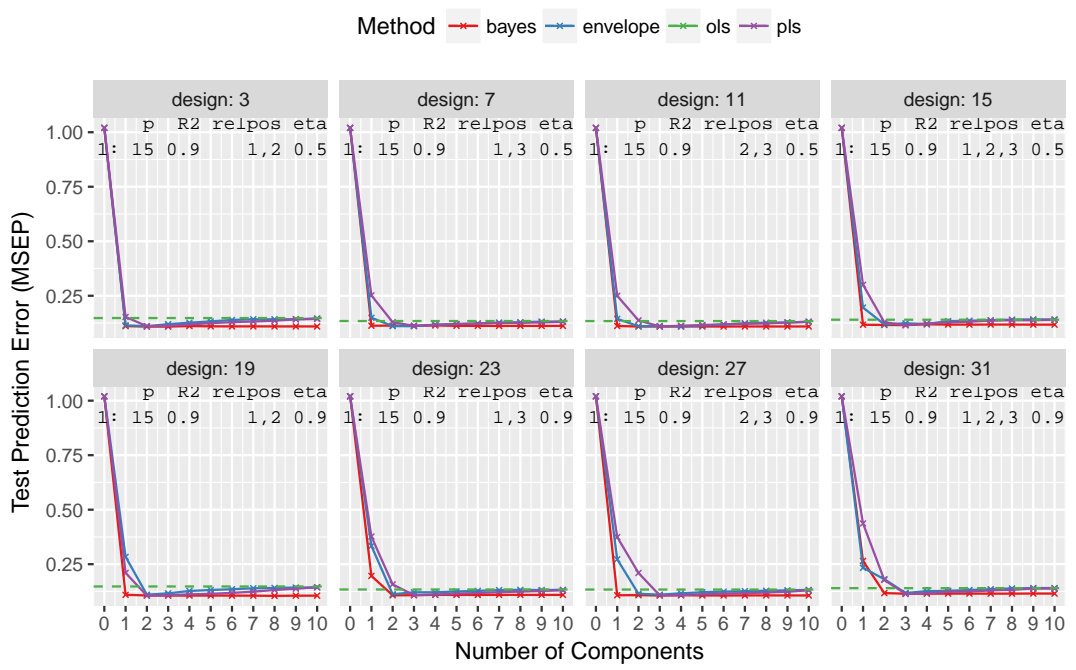 Method bayes envelope ols pls
design: 3 design: 7 design: 11 design: 15
p R2 relpos eta p R2 relpos eta p R2 relpos eta p R2 relpos eta
1: 15 0.9 1,2 0.5 1: 15 0.9 1,3 0.5 1: 15 0.9 2,3 0.5 1: 15 0.9 1,2,3 0.5
1.00
0.75
0.50
0.25
design: 19 design: 23 design: 27 design: 31
p R2 relpos eta p R2 relpos eta p R2 relpos eta p R2 relpos eta
1: 15 0.9 1,2 0.9 1: 15 0.9 1,3 0.9 1: 15 0.9 2,3 0.9 1: 15 0.9 1,2,3 0.9
1.00
0.75
0.50
0.25
0 1 2 3 4 5 6 7 8 9 10 0 1 2 3 4 5 6 7 8 9 10 0 1 2 3 4 5 6 7 8 9 10 0 1 2 3 4 5 6 7 8 9 10
Number of Components
Test Prediction Error (MSEP)